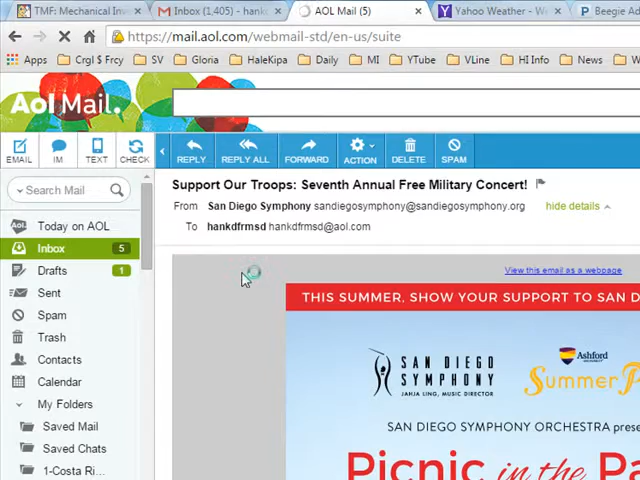 TMF: Mechanical Inv
Inbox (1,405) - hank
AOL Mail (5)
Yahoo Weather - We
Beegie Ad
https://mail.aol.com/webmail-std/en-us/suite
Apps
Crgl $ Frcy
SV - MI
Gloria
HaleKipa
Daily
MI
YTube
VLine
HI Info
News
Aol Mail.
EMAIL
IM
TEXT
CHECK
REPLY
REPLY ALL
FORWARD
ACTION
DELETE
SPAM
Search Mail
Support Our Troops: Seventh Annual Free Military Concert!
From San Diego Symphony sandiegosymphony@sandiegosymphony.org hide details
To hankdfrmsd hankdfrmsd@aol.com
Today on AOL
Inbox 5
Drafts 1
Sent
Spam
Trash
Contacts
Calendar
My Folders
Saved Mail
Saved Chats
1-Costa Ri...
View this email as a webpage
THIS SUMMER, SHOW YOUR SUPPORT TO SAN D
SAN DIEGO
SYMPHONY
JAHJA LING, MUSIC DIRECTOR
Ashford
Summer P
SAN DIEGO SYMPHONY ORCHESTRA prese
Picnic in the Pa